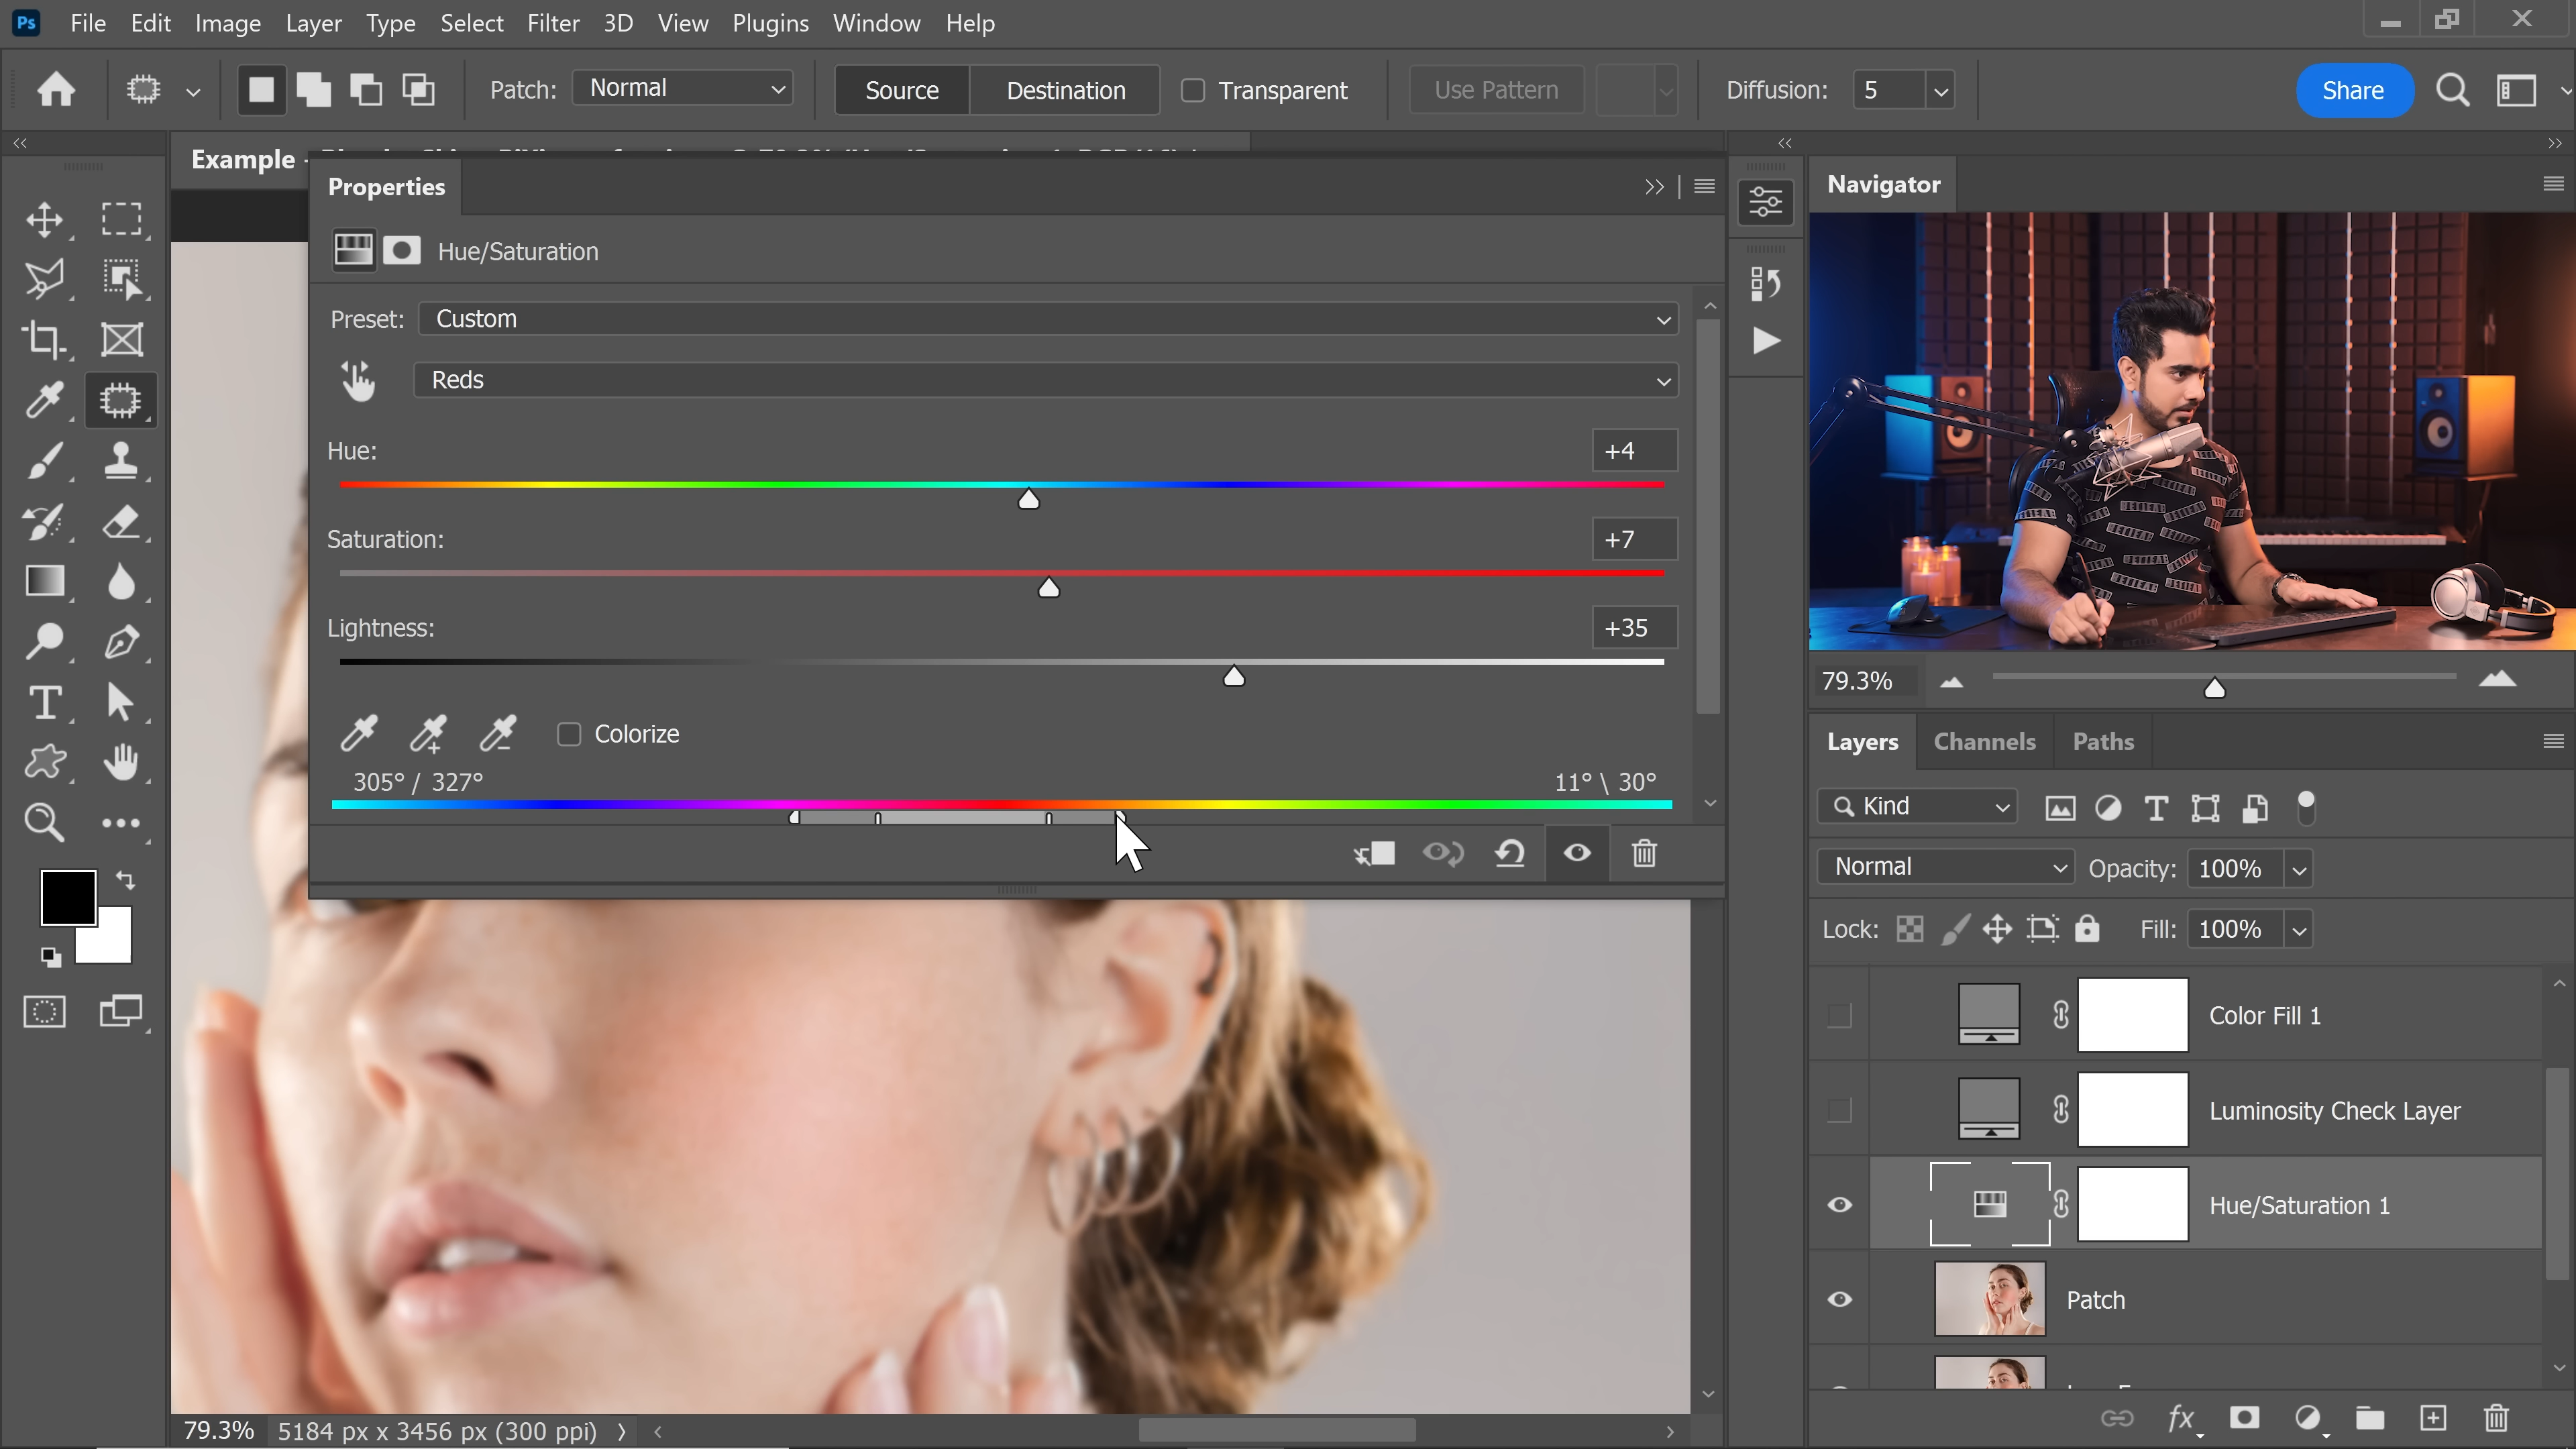 Ps File Edit Image Layer Type Select Filter 3D View Plugins Window Help
Patch: Normal Source Destination Transparent Use Pattern Diffusion: 5 Share
Example -
Properties
Hue/Saturation
Preset: Custom
Reds
Hue: +4
Saturation: +7
Lightness: +35
Colorize
305° / 327° 11° \ 30°
79.3% 5184 px x 3456 px (300 ppi)
Navigator
79.3%
Layers Channels Paths
Kind
Normal Opacity: 100%
Lock: Fill: 100%
Color Fill 1
Luminosity Check Layer
Hue/Saturation 1
Patch
fx